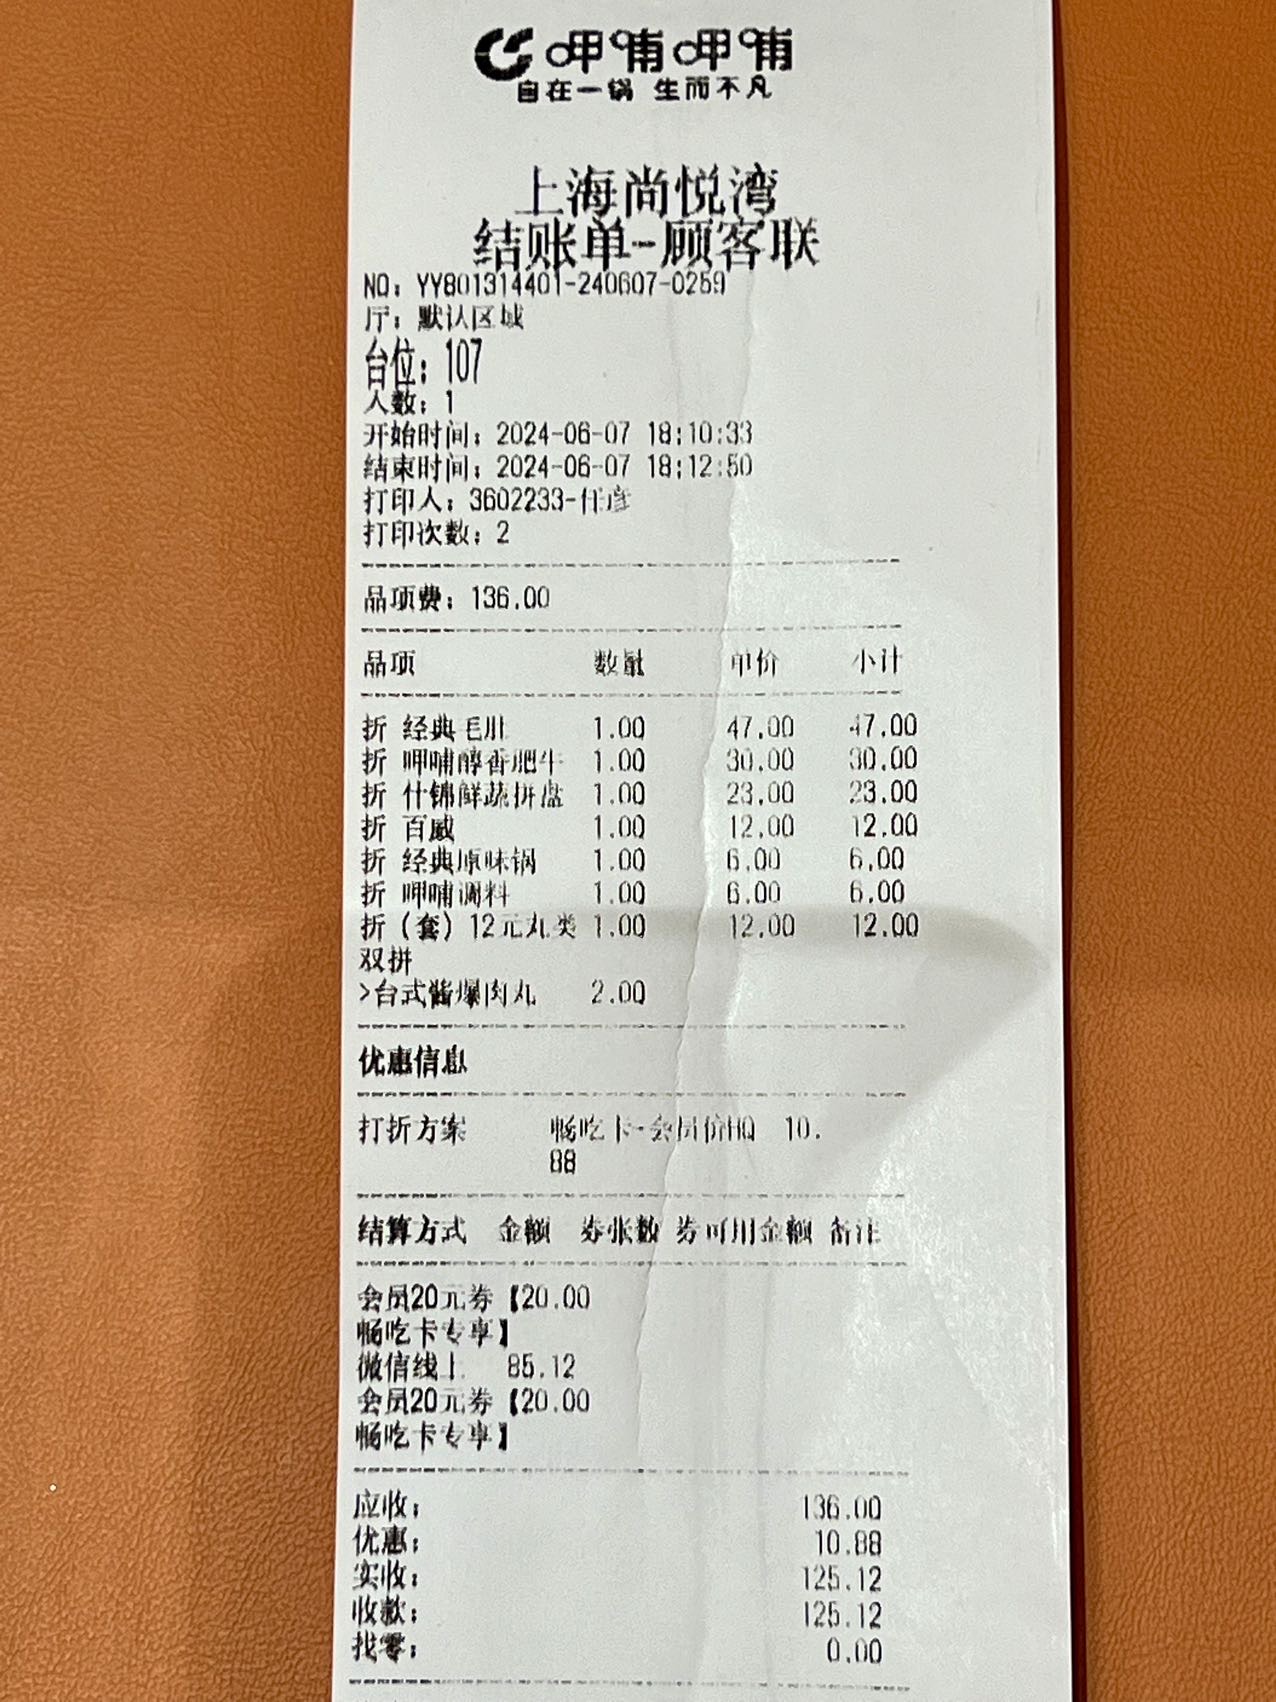 呷哺呷哺
自在一锅 生而不凡
上海尚悦湾
结账单-顾客联
NO: YY801314401-240607-0259
厅: 默认区域
台位: 107
人数: 1
开始时间: 2024-06-07 18:10:33
结束时间: 2024-06-07 18:12:50
打印人: 3602233-任彦
打印次数: 2
品项费: 136.00
品项 数量 单价 小计
折 经典毛肚 1.00 47.00 47.00
折 呷哺醇香肥牛 1.00 30.00 30.00
折 什锦鲜蔬拼盘 1.00 23.00 23.00
折 百威 1.00 12.00 12.00
折 经典原味锅 1.00 6.00 6.00
折 呷哺调料 1.00 6.00 6.00
折 (套) 12元丸类 1.00 12.00 12.00
双拼
>台式酱爆肉丸 2.00
优惠信息
打折方案 畅吃卡-会员价HQ 10.
88
结算方式 金额 券张数 券可用金额 备注
会员20元券【20.00
畅吃卡专享】
微信线上 85.12
会员20元券【20.00
畅吃卡专享】
应收: 136.00
优惠: 10.88
实收: 125.12
收款: 125.12
找零: 0.00